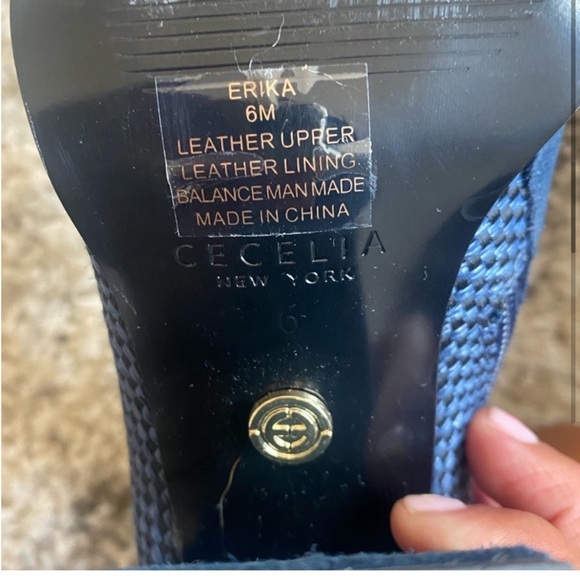 ERIKA
6M
LEATHER UPPER
LEATHER LINING
BALANCE MAN MADE
MADE IN CHINA
CECELIA
NEW YORK
6